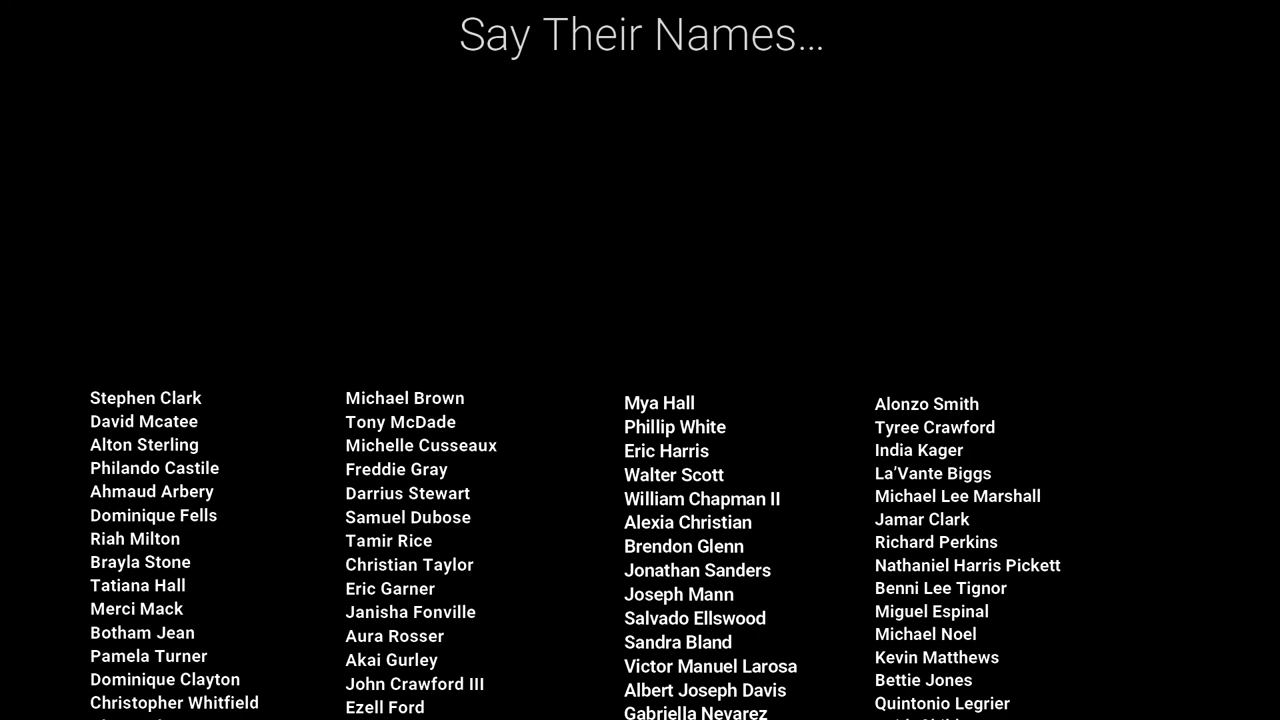 Say Their Names...
Stephen Clark
David Mcatee
Alton Sterling
Philando Castile
Ahmaud Arbery
Dominique Fells
Riah Milton
Brayla Stone
Tatiana Hall
Merci Mack
Botham Jean
Pamela Turner
Dominique Clayton
Christopher Whitfield
Michael Brown
Tony McDade
Michelle Cusseaux
Freddie Gray
Darrius Stewart
Samuel Dubose
Tamir Rice
Christian Taylor
Eric Garner
Janisha Fonville
Aura Rosser
Akai Gurley
John Crawford III
Ezell Ford
Mya Hall
Phillip White
Eric Harris
Walter Scott
William Chapman II
Alexia Christian
Brendon Glenn
Jonathan Sanders
Joseph Mann
Salvado Ellswood
Sandra Bland
Victor Manuel Larosa
Albert Joseph Davis
Gabriella Nevarez
Alonzo Smith
Tyree Crawford
India Kager
La’Vante Biggs
Michael Lee Marshall
Jamar Clark
Richard Perkins
Nathaniel Harris Pickett
Benni Lee Tignor
Miguel Espinal
Michael Noel
Kevin Matthews
Bettie Jones
Quintonio Legrier